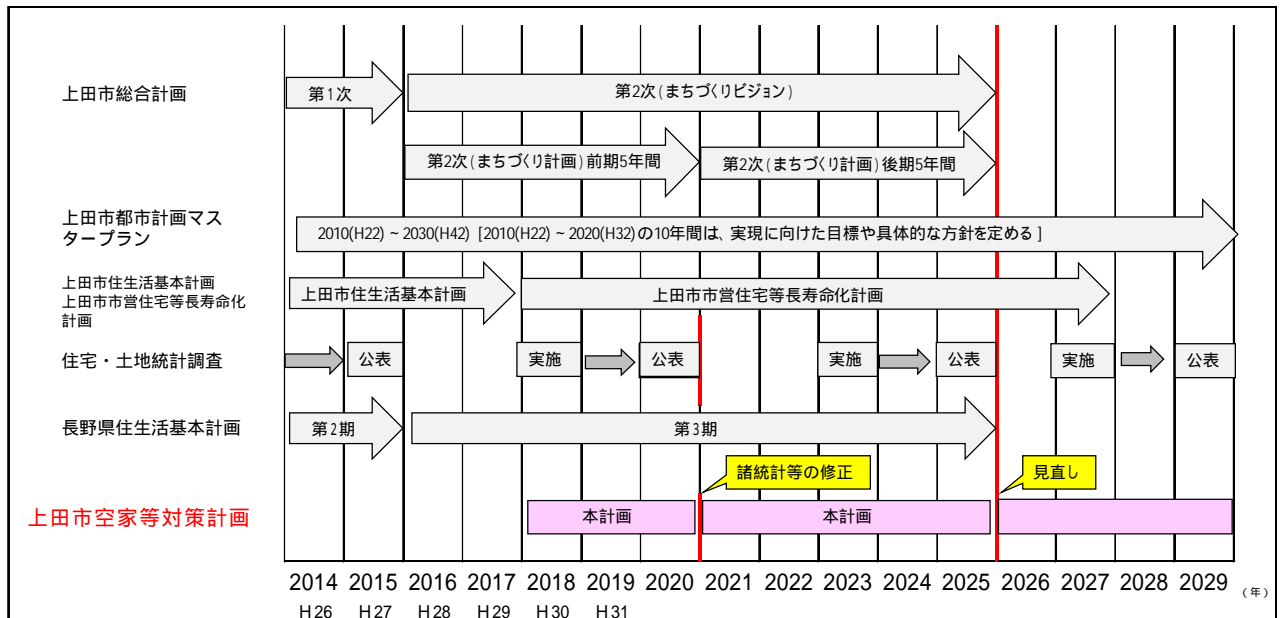 上田市総合計画
第1次
第2次(まちづくりビジョン)
第2次(まちづくり計画)前期5年間
第2次(まちづくり計画)後期5年間
上田市都市計画マス
タープラン
2010(H22)~2030(H42) [2010(H22)~2020(H32)の10年間は、実現に向けた目標や具体的な方針を定める]
上田市住生活基本計画
上田市市営住宅等長寿命化
計画
上田市住生活基本計画
上田市市営住宅等長寿命化計画
住宅・土地統計調査
公表
実施
公表
実施
公表
実施
公表
長野県住生活基本計画
第2期
第3期
諸統計等の修正
見直し
上田市空家等対策計画
本計画
本計画
2014 2015 2016 2017 2018 2019 2020 2021 2022 2023 2024 2025 2026 2027 2028 2029 (年)
H26 H27 H28 H29 H30 H31